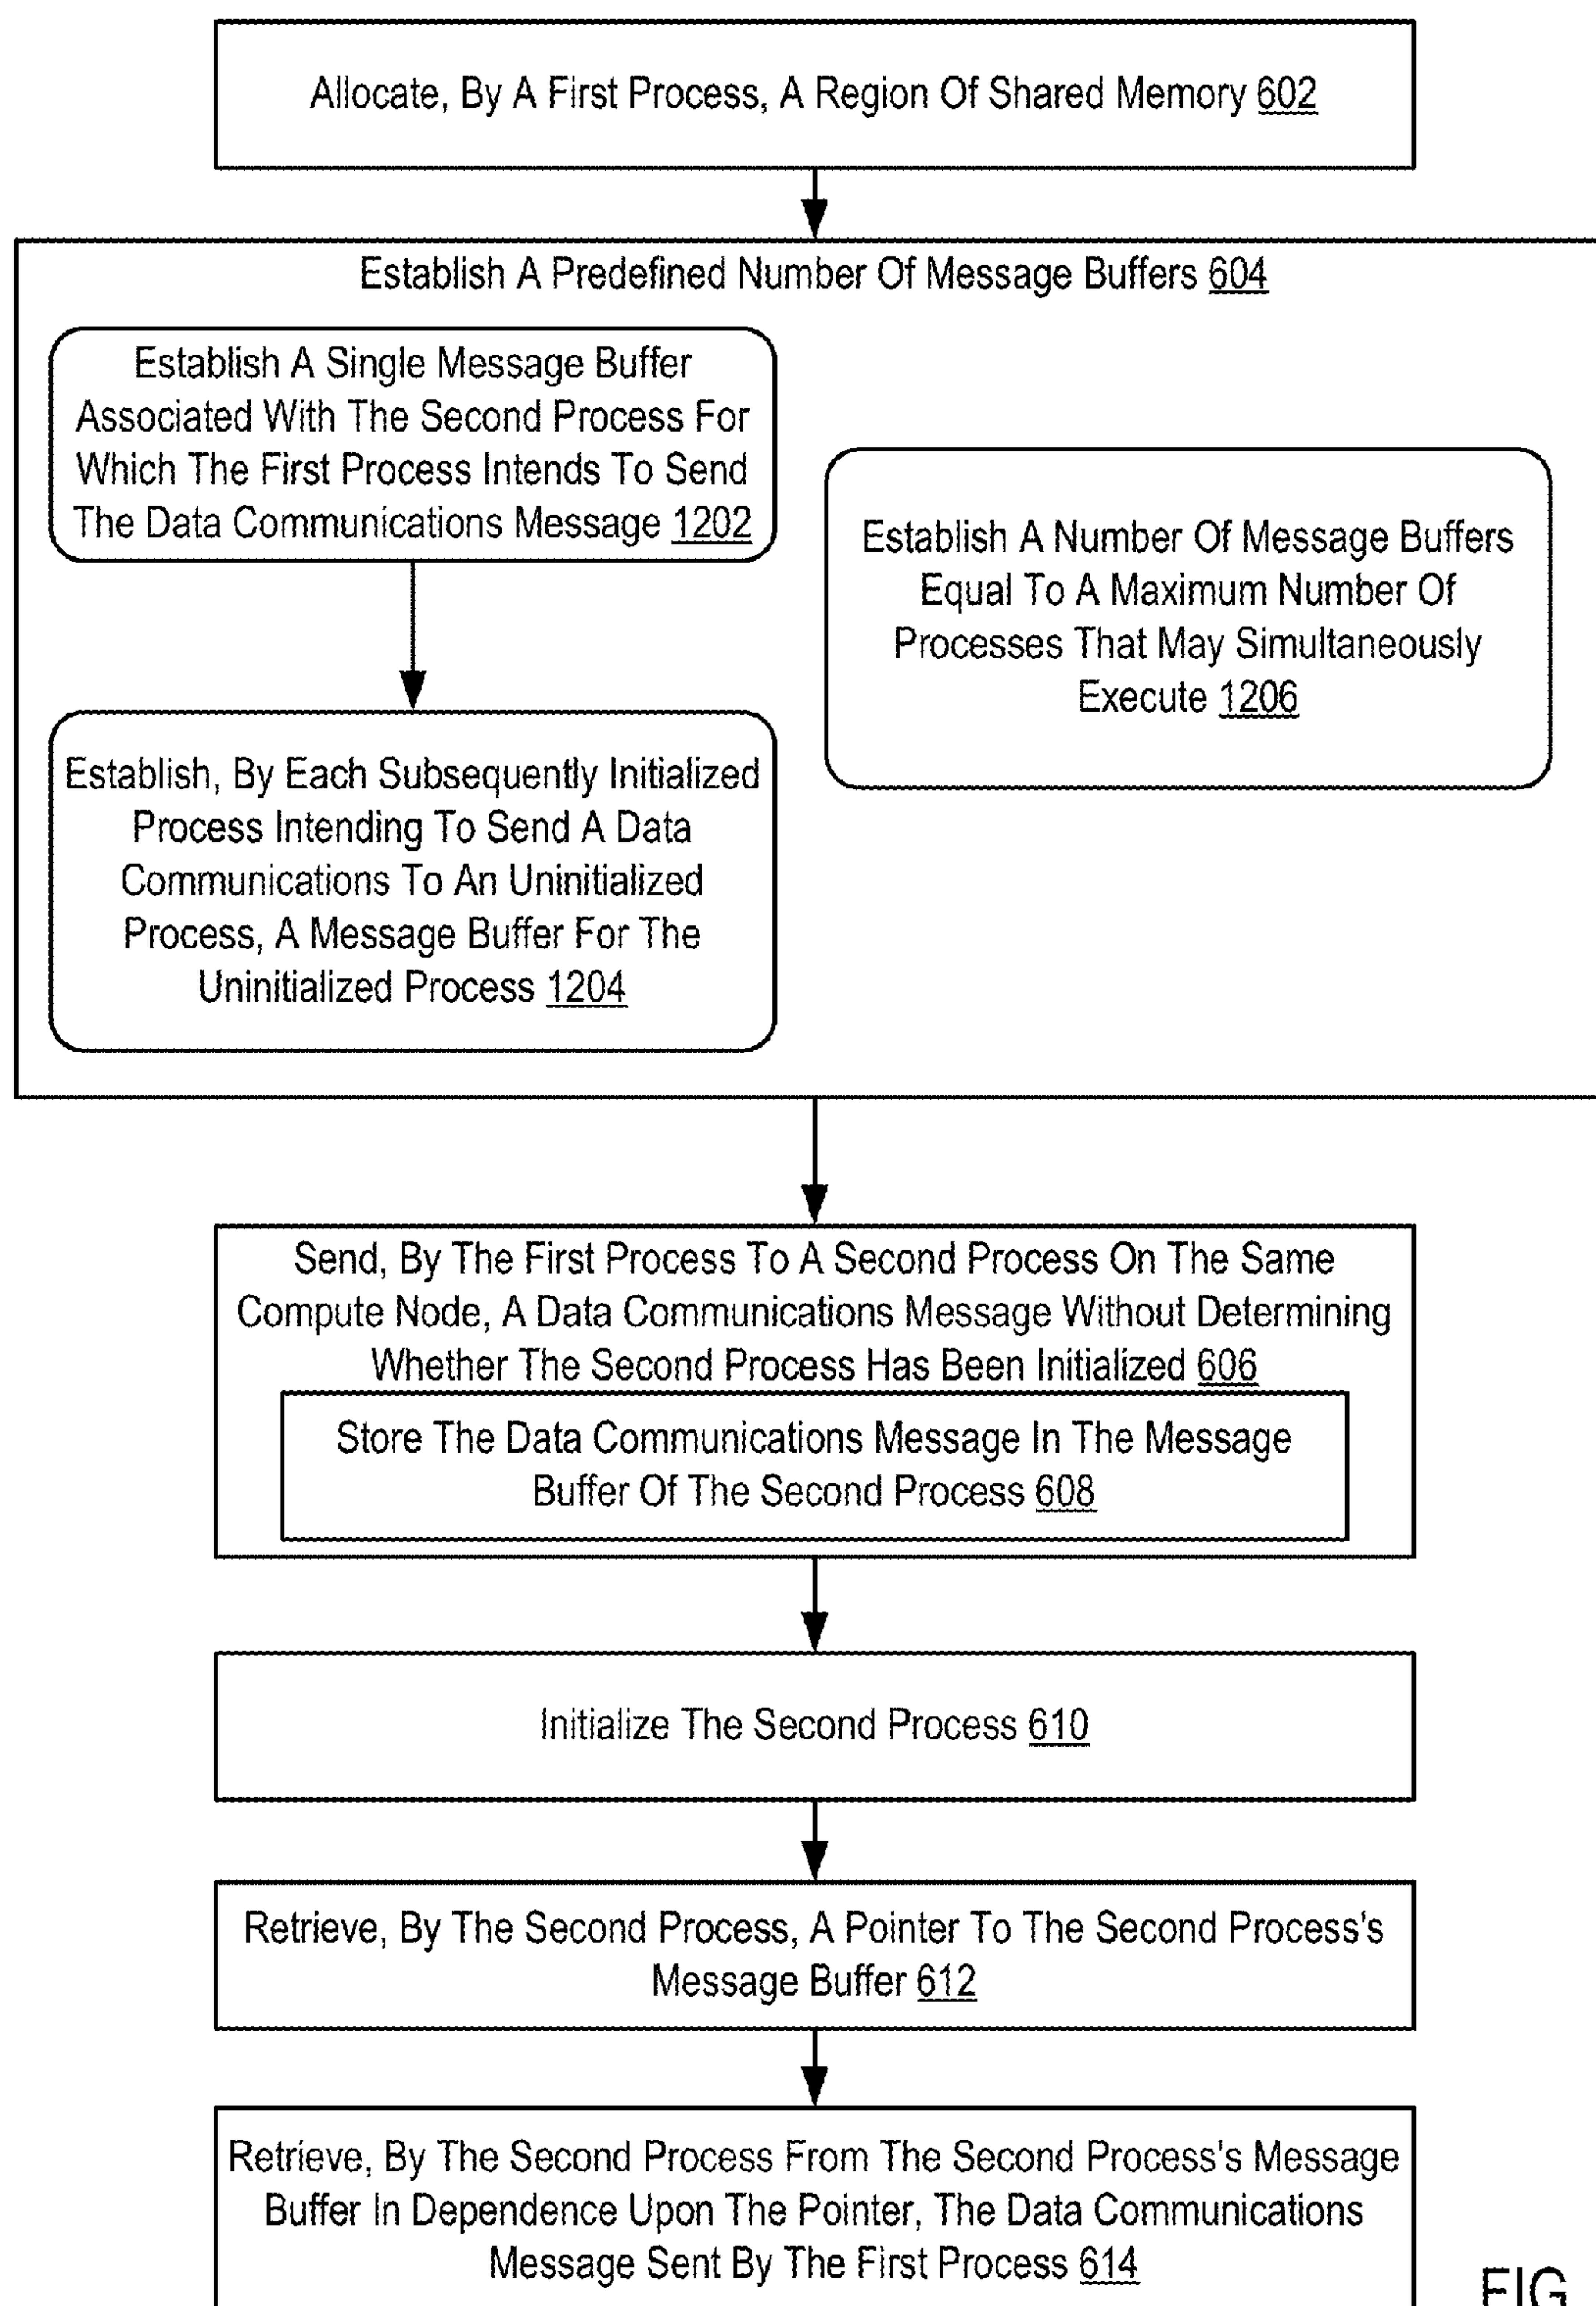 Allocate, By A First Process, A Region Of Shared Memory 602
Establish A Predefined Number Of Message Buffers 604
Establish A Single Message Buffer
Associated With The Second Process For
Which The First Process Intends To Send
The Data Communications Message 1202
Establish A Number Of Message Buffers
Equal To A Maximum Number Of
Processes That May Simultaneously
Execute 1206
Establish, By Each Subsequently Initialized
Process Intending To Send A Data
Communications To An Uninitialized
Process, A Message Buffer For The
Uninitialized Process 1204
Send, By The First Process To A Second Process On The Same
Compute Node, A Data Communications Message Without Determining
Whether The Second Process Has Been Initialized 606
Store The Data Communications Message In The Message
Buffer Of The Second Process 608
Initialize The Second Process 610
Retrieve, By The Second Process, A Pointer To The Second Process's
Message Buffer 612
Retrieve, By The Second Process From The Second Process's Message
Buffer In Dependence Upon The Pointer, The Data Communications
Message Sent By The First Process 614
FIG